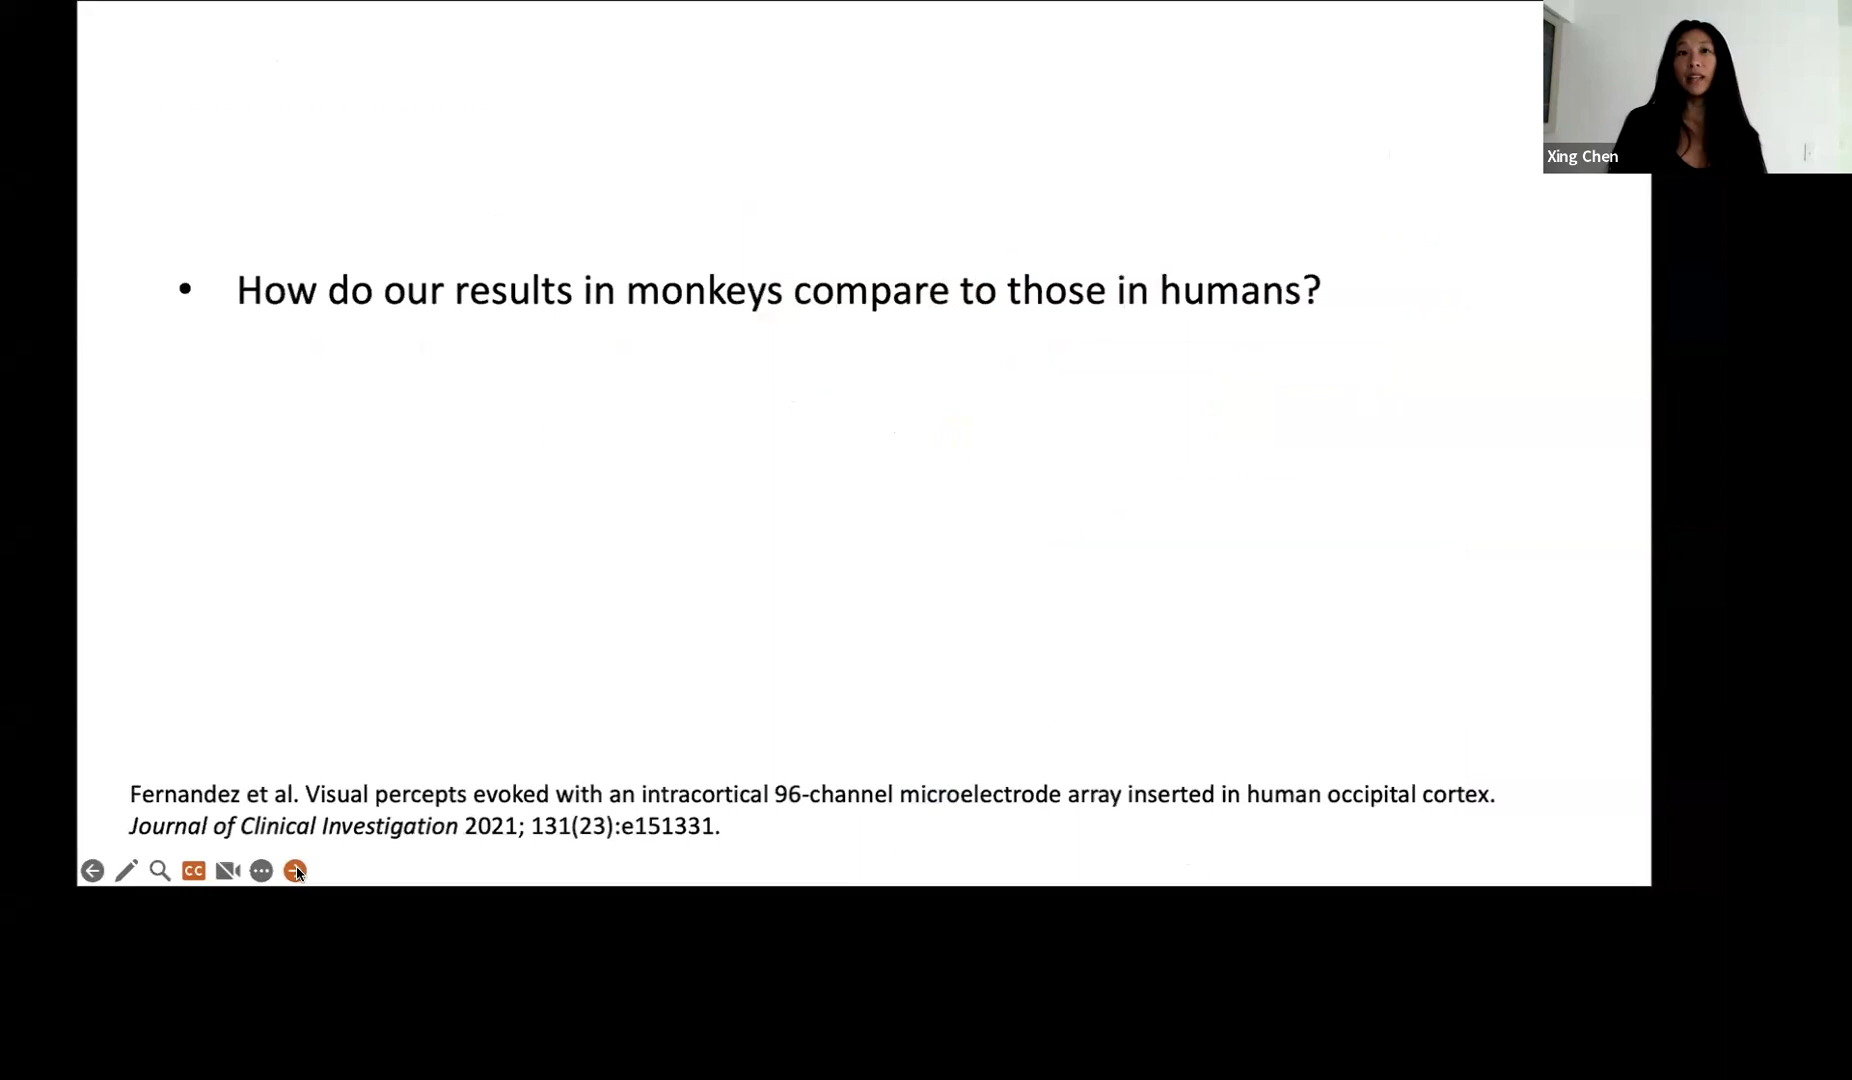 Xing Chen
• How do our results in monkeys compare to those in humans?
Fernandez et al. Visual percepts evoked with an intracortical 96-channel microelectrode array inserted in human occipital cortex.
Journal of Clinical Investigation 2021; 131(23):e151331.
CC